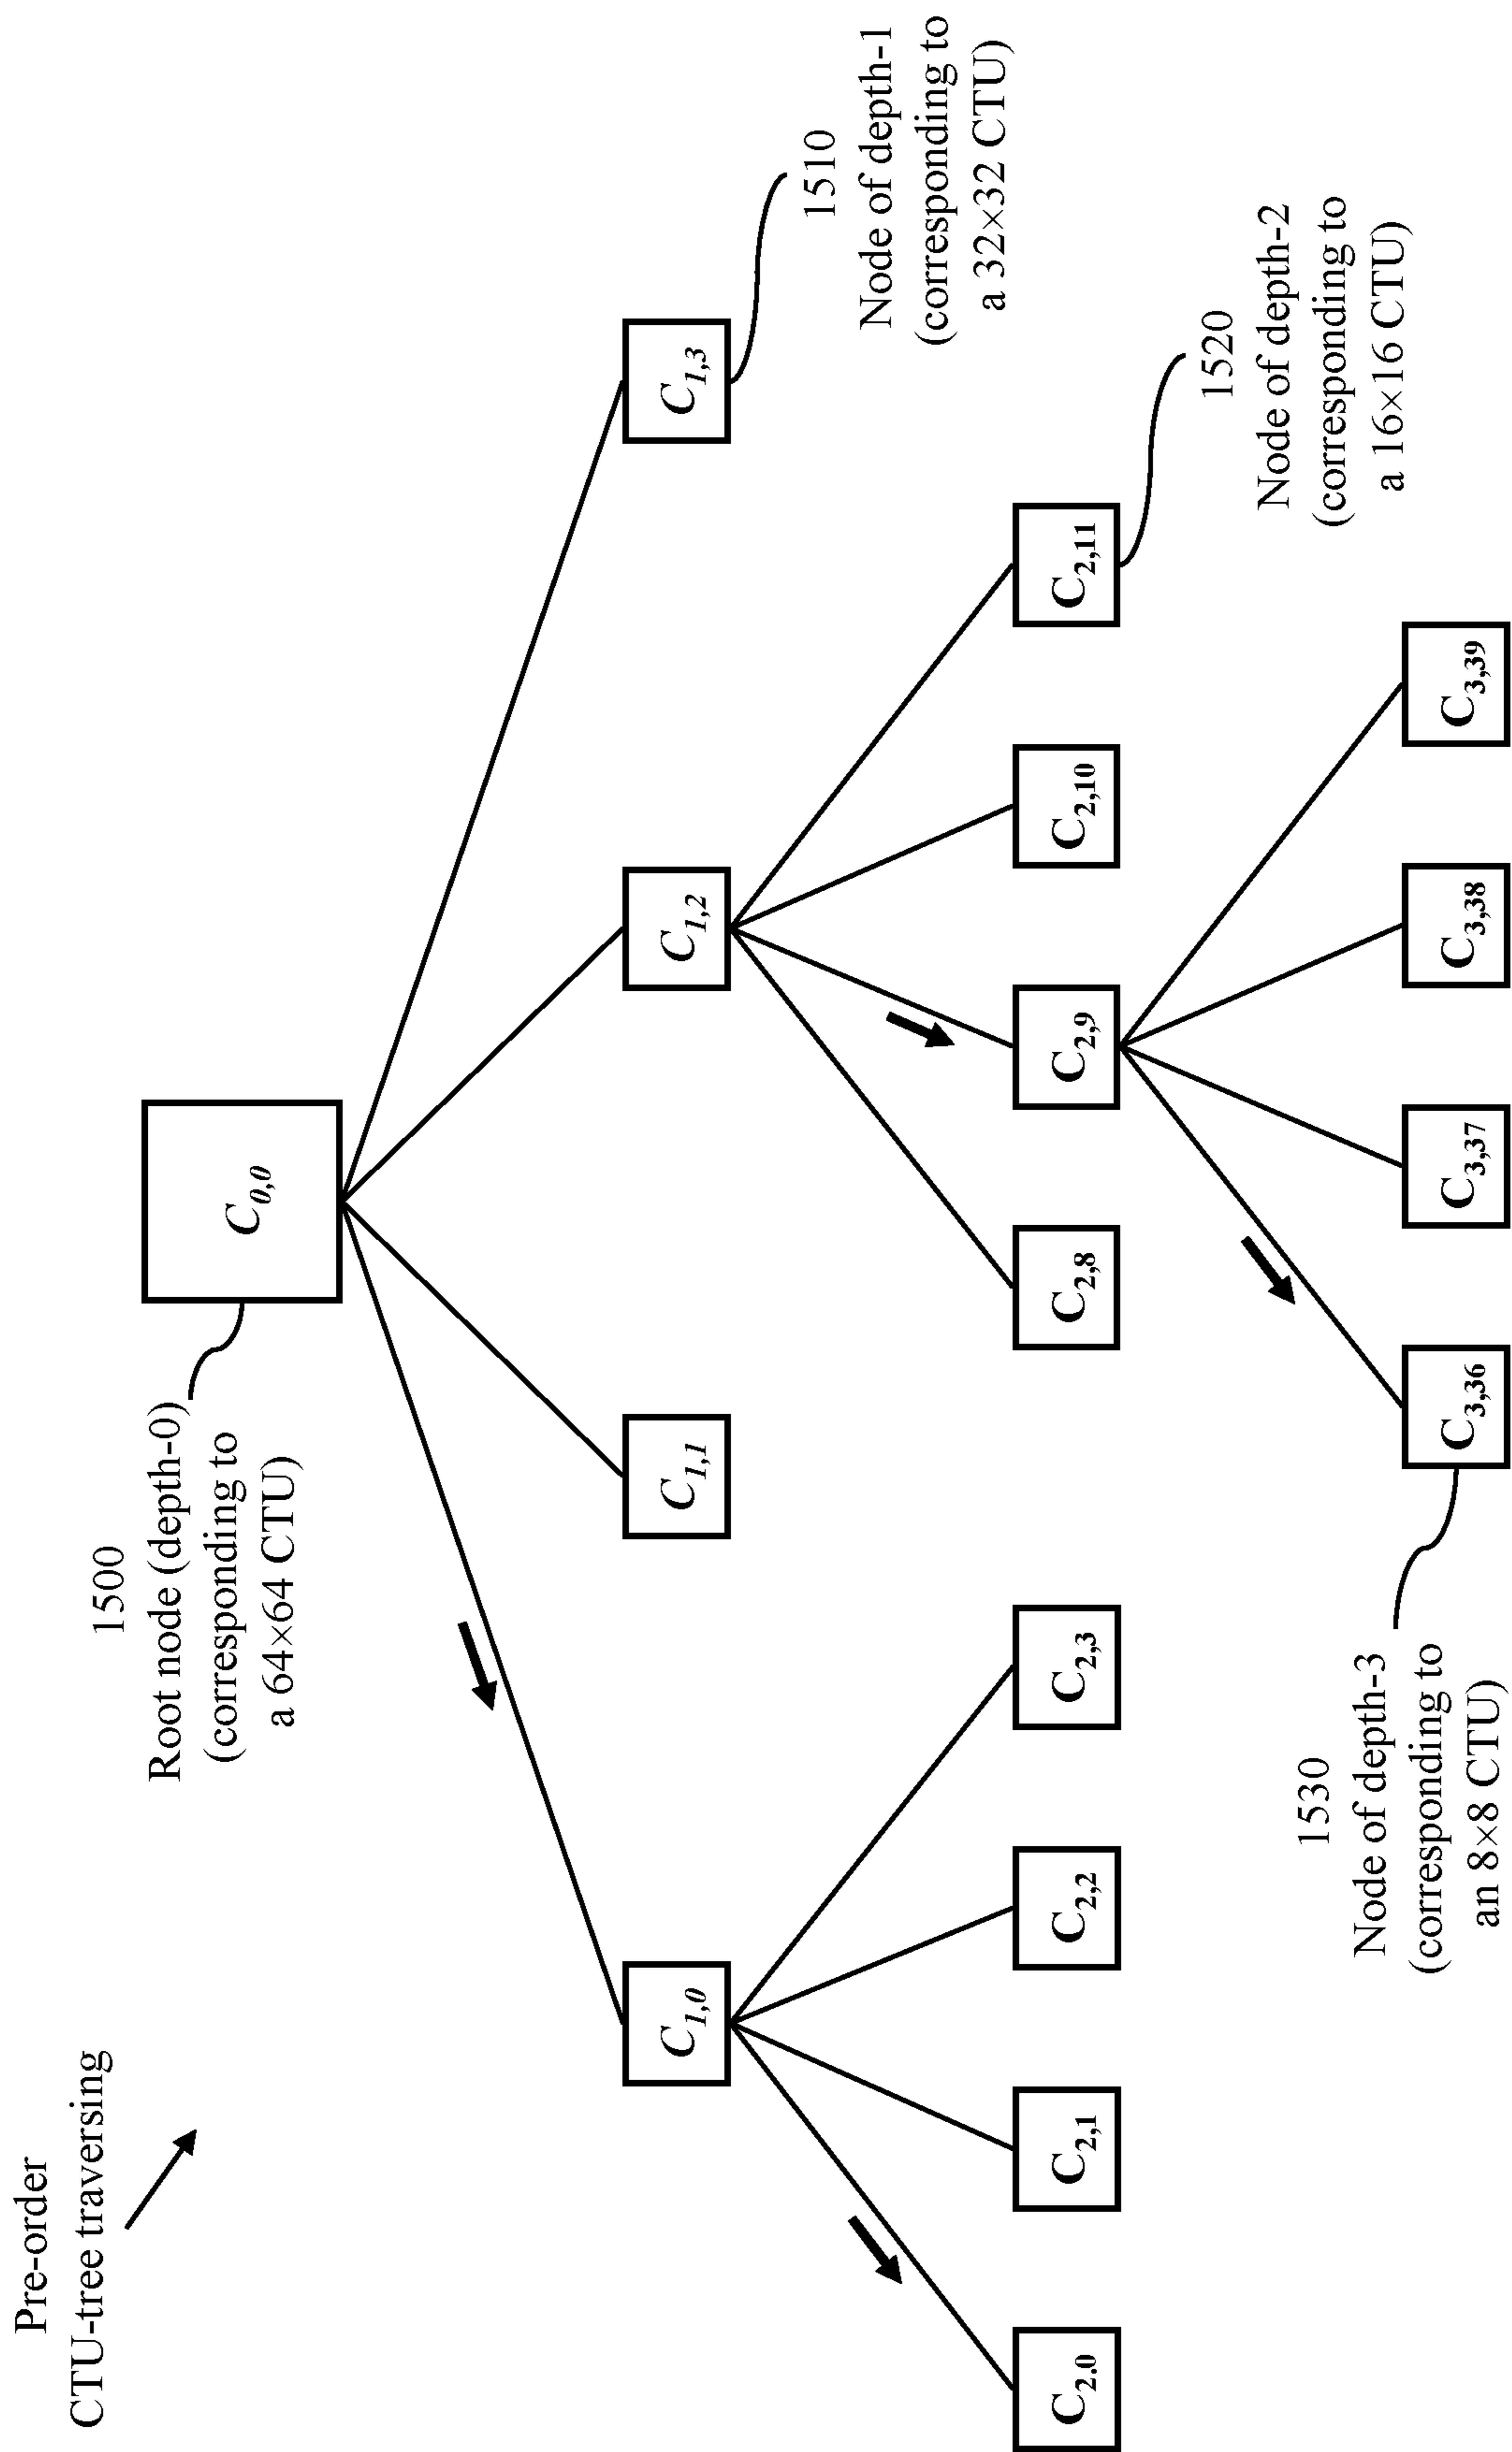 Pre-order
CTU-tree traversing
1500
Root node (depth-0)
(corresponding to
a 64×64 CTU)
C0,0
C1,0
C1,1
C1,2
C1,3
1510
Node of depth-1
(corresponding to
a 32×32 CTU)
C2.0
C2,1
C2,2
C2,3
C2,8
C2,9
C2,10
C2,11
1520
Node of depth-2
(corresponding to
a 16×16 CTU)
1530
Node of depth-3
(corresponding to
an 8×8 CTU)
C3,36
C3,37
C3,38
C3,39